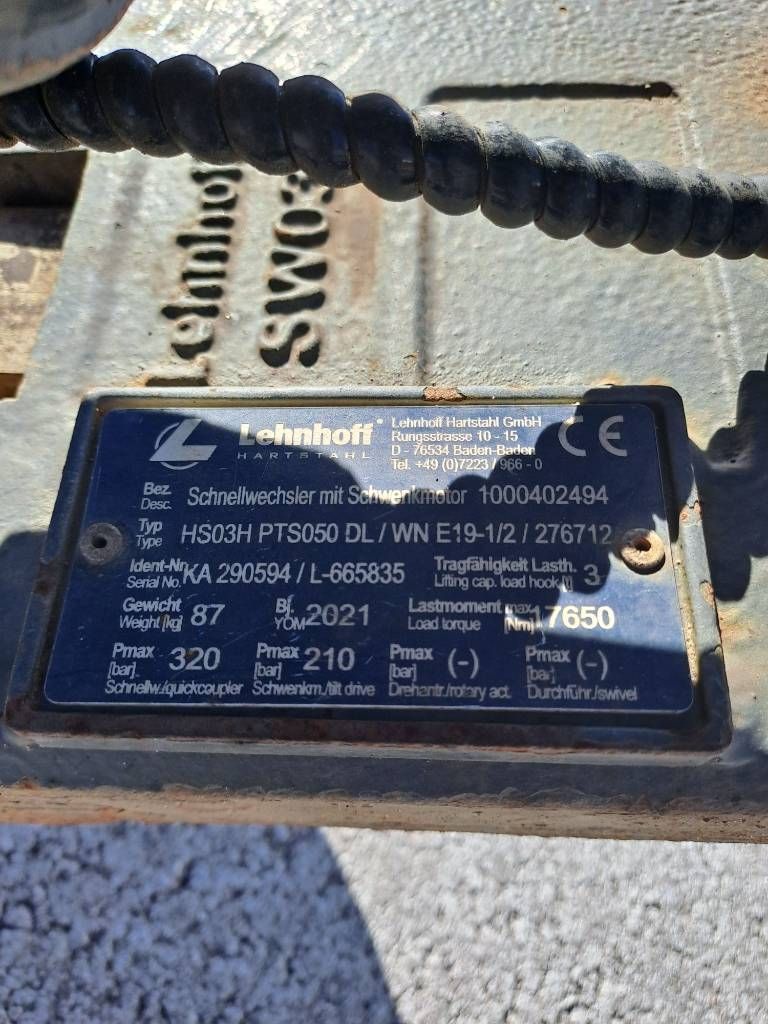 Lehnhoff
SW03
Lehnhoff®
HARTSTAHL
Lehnhoff Hartstahl GmbH
Rungsstrasse 10 - 15
D - 76534 Baden-Baden
Tel. +49 (0)7223 / 966 - 0
CE
Bez. Desc. Schnellwechsler mit Schwenkmotor 1000402494
Typ Type HS03H PTS050 DL / WN E19-1/2 / 276712
Ident-Nr. Serial No. KA 290594 / L-665835 Tragfähigkeit Lasth. Lifting cap. load hook [t] 3
Gewicht Weight [kg] 87 Bj. YOM 2021 Lastmoment max. Load torque [Nm] 17650
Pmax [bar] 320 Pmax [bar] 210 Pmax [bar] (-) Pmax [bar] (-)
Schnellw./quickcoupler Schwenkm./tilt drive Drehantr./rotary act. Durchführ./swivel